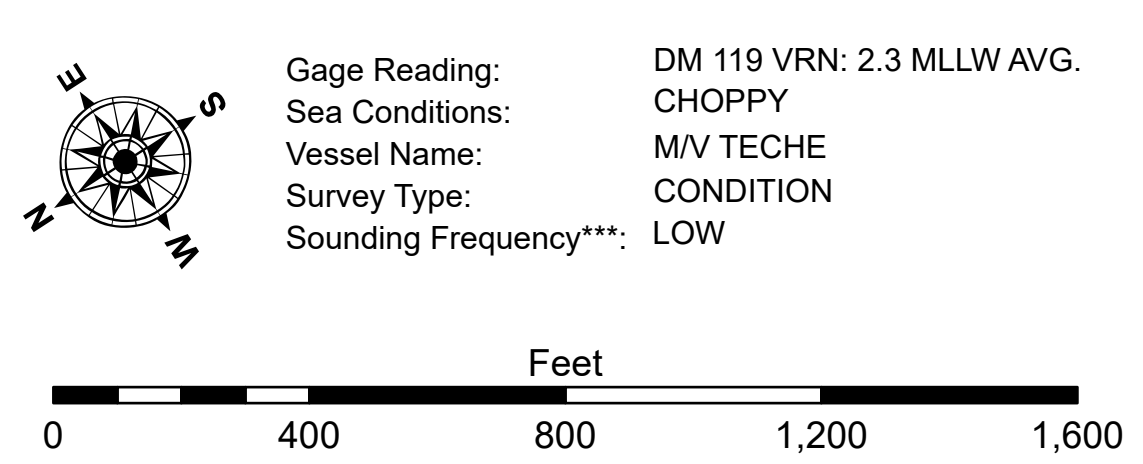 E
S
N
W
Gage Reading: DM 119 VRN: 2.3 MLLW AVG.
Sea Conditions: CHOPPY
Vessel Name: M/V TECHE
Survey Type: CONDITION
Sounding Frequency***: LOW
Feet
0 400 800 1,200 1,600